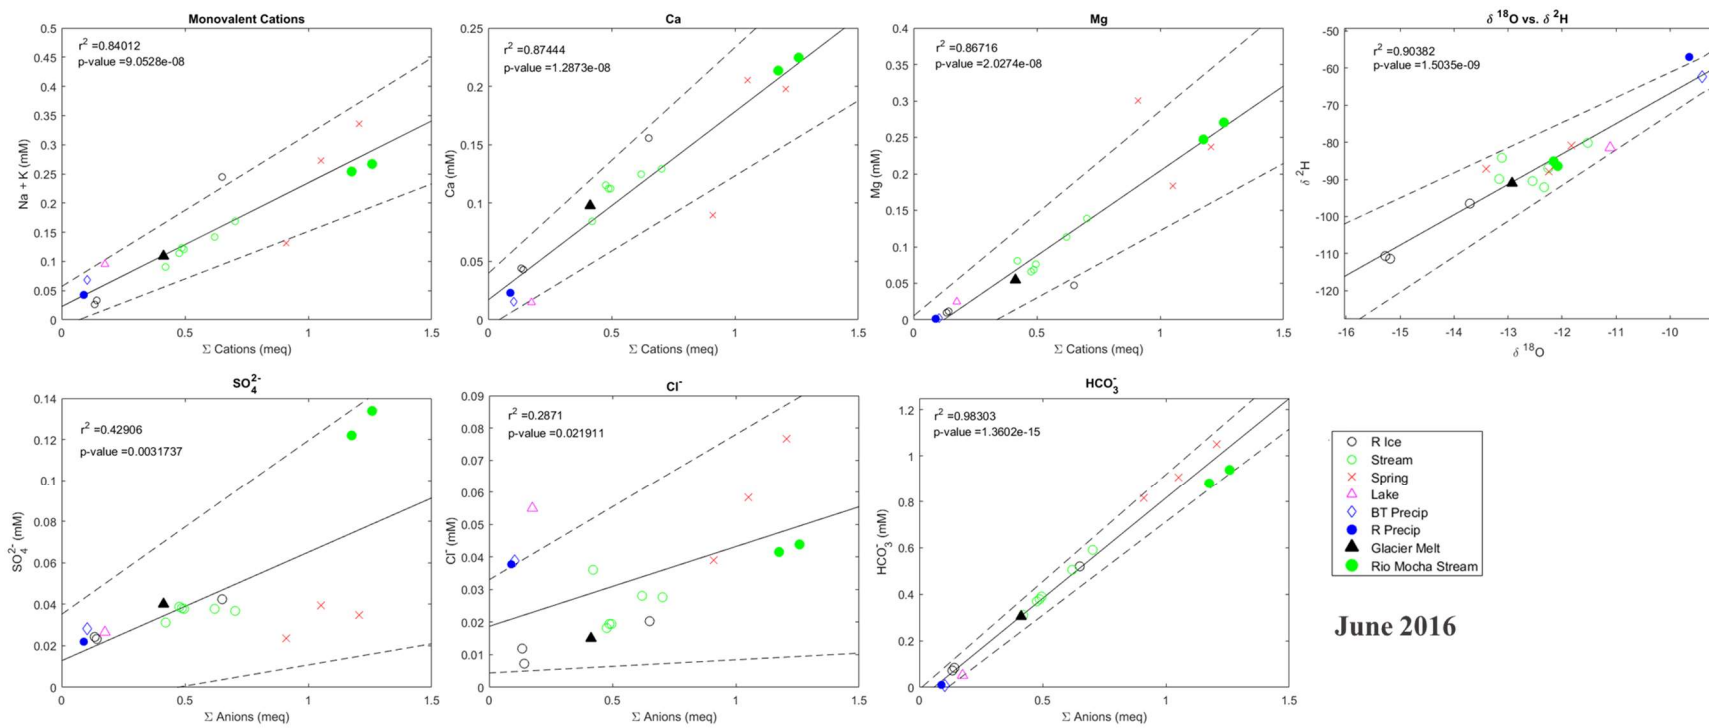 Monovalent Cations
r² =0.84012
p-value =9.0528e-08
Na + K (mM)
0.5
0.45
0.4
0.35
0.3
0.25
0.2
0.15
0.1
0.05
0
0 0.5 1 1.5
Σ Cations (meq)
Ca
r² =0.87444
p-value =1.2873e-08
Ca (mM)
0.25
0.2
0.15
0.1
0.05
0
0 0.5 1 1.5
Σ Cations (meq)
Mg
r² =0.86716
p-value =2.0274e-08
Mg (mM)
0.4
0.35
0.3
0.25
0.2
0.15
0.1
0.05
0
0 0.5 1 1.5
Σ Cations (meq)
δ ¹⁸O vs. δ ²H
r² =0.90382
p-value =1.5035e-09
δ ²H
-50
-60
-70
-80
-90
-100
-110
-120
-16 -15 -14 -13 -12 -11 -10
δ ¹⁸O
SO₄²⁻
r² =0.42906
p-value =0.0031737
SO₄²⁻ (mM)
0.14
0.12
0.1
0.08
0.06
0.04
0.02
0
0 0.5 1 1.5
Σ Anions (meq)
Cl⁻
r² =0.2871
p-value =0.021911
Cl⁻ (mM)
0.09
0.08
0.07
0.06
0.05
0.04
0.03
0.02
0.01
0
0 0.5 1 1.5
Σ Anions (meq)
HCO₃⁻
r² =0.98303
p-value =1.3602e-15
HCO₃⁻ (mM)
1.2
1
0.8
0.6
0.4
0.2
0
0 0.5 1 1.5
Σ Anions (meq)
R Ice
Stream
Spring
Lake
BT Precip
R Precip
Glacier Melt
Rio Mocha Stream
June 2016